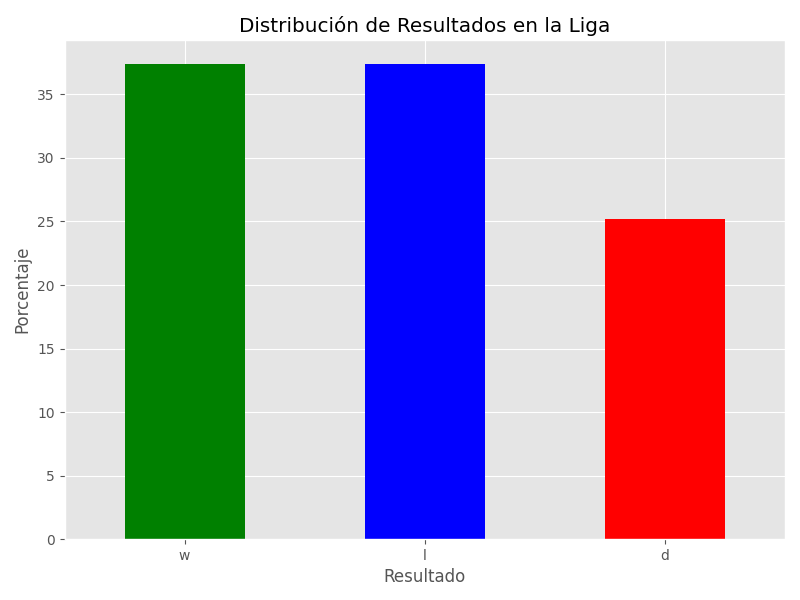 Distribución de Resultados en la Liga
Porcentaje
35
30
25
20
15
10
5
0
w
l
d
Resultado